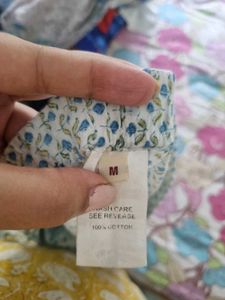 M
WASH CARE
SEE REVERSE
100% COTTON